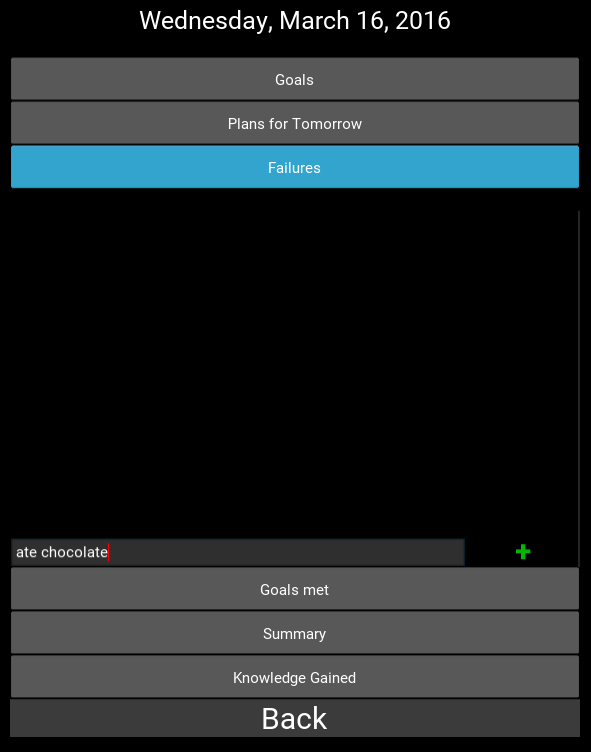 Wednesday, March 16, 2016
Goals
Plans for Tomorrow
Failures
ate chocolate
Goals met
Summary
Knowledge Gained
Back